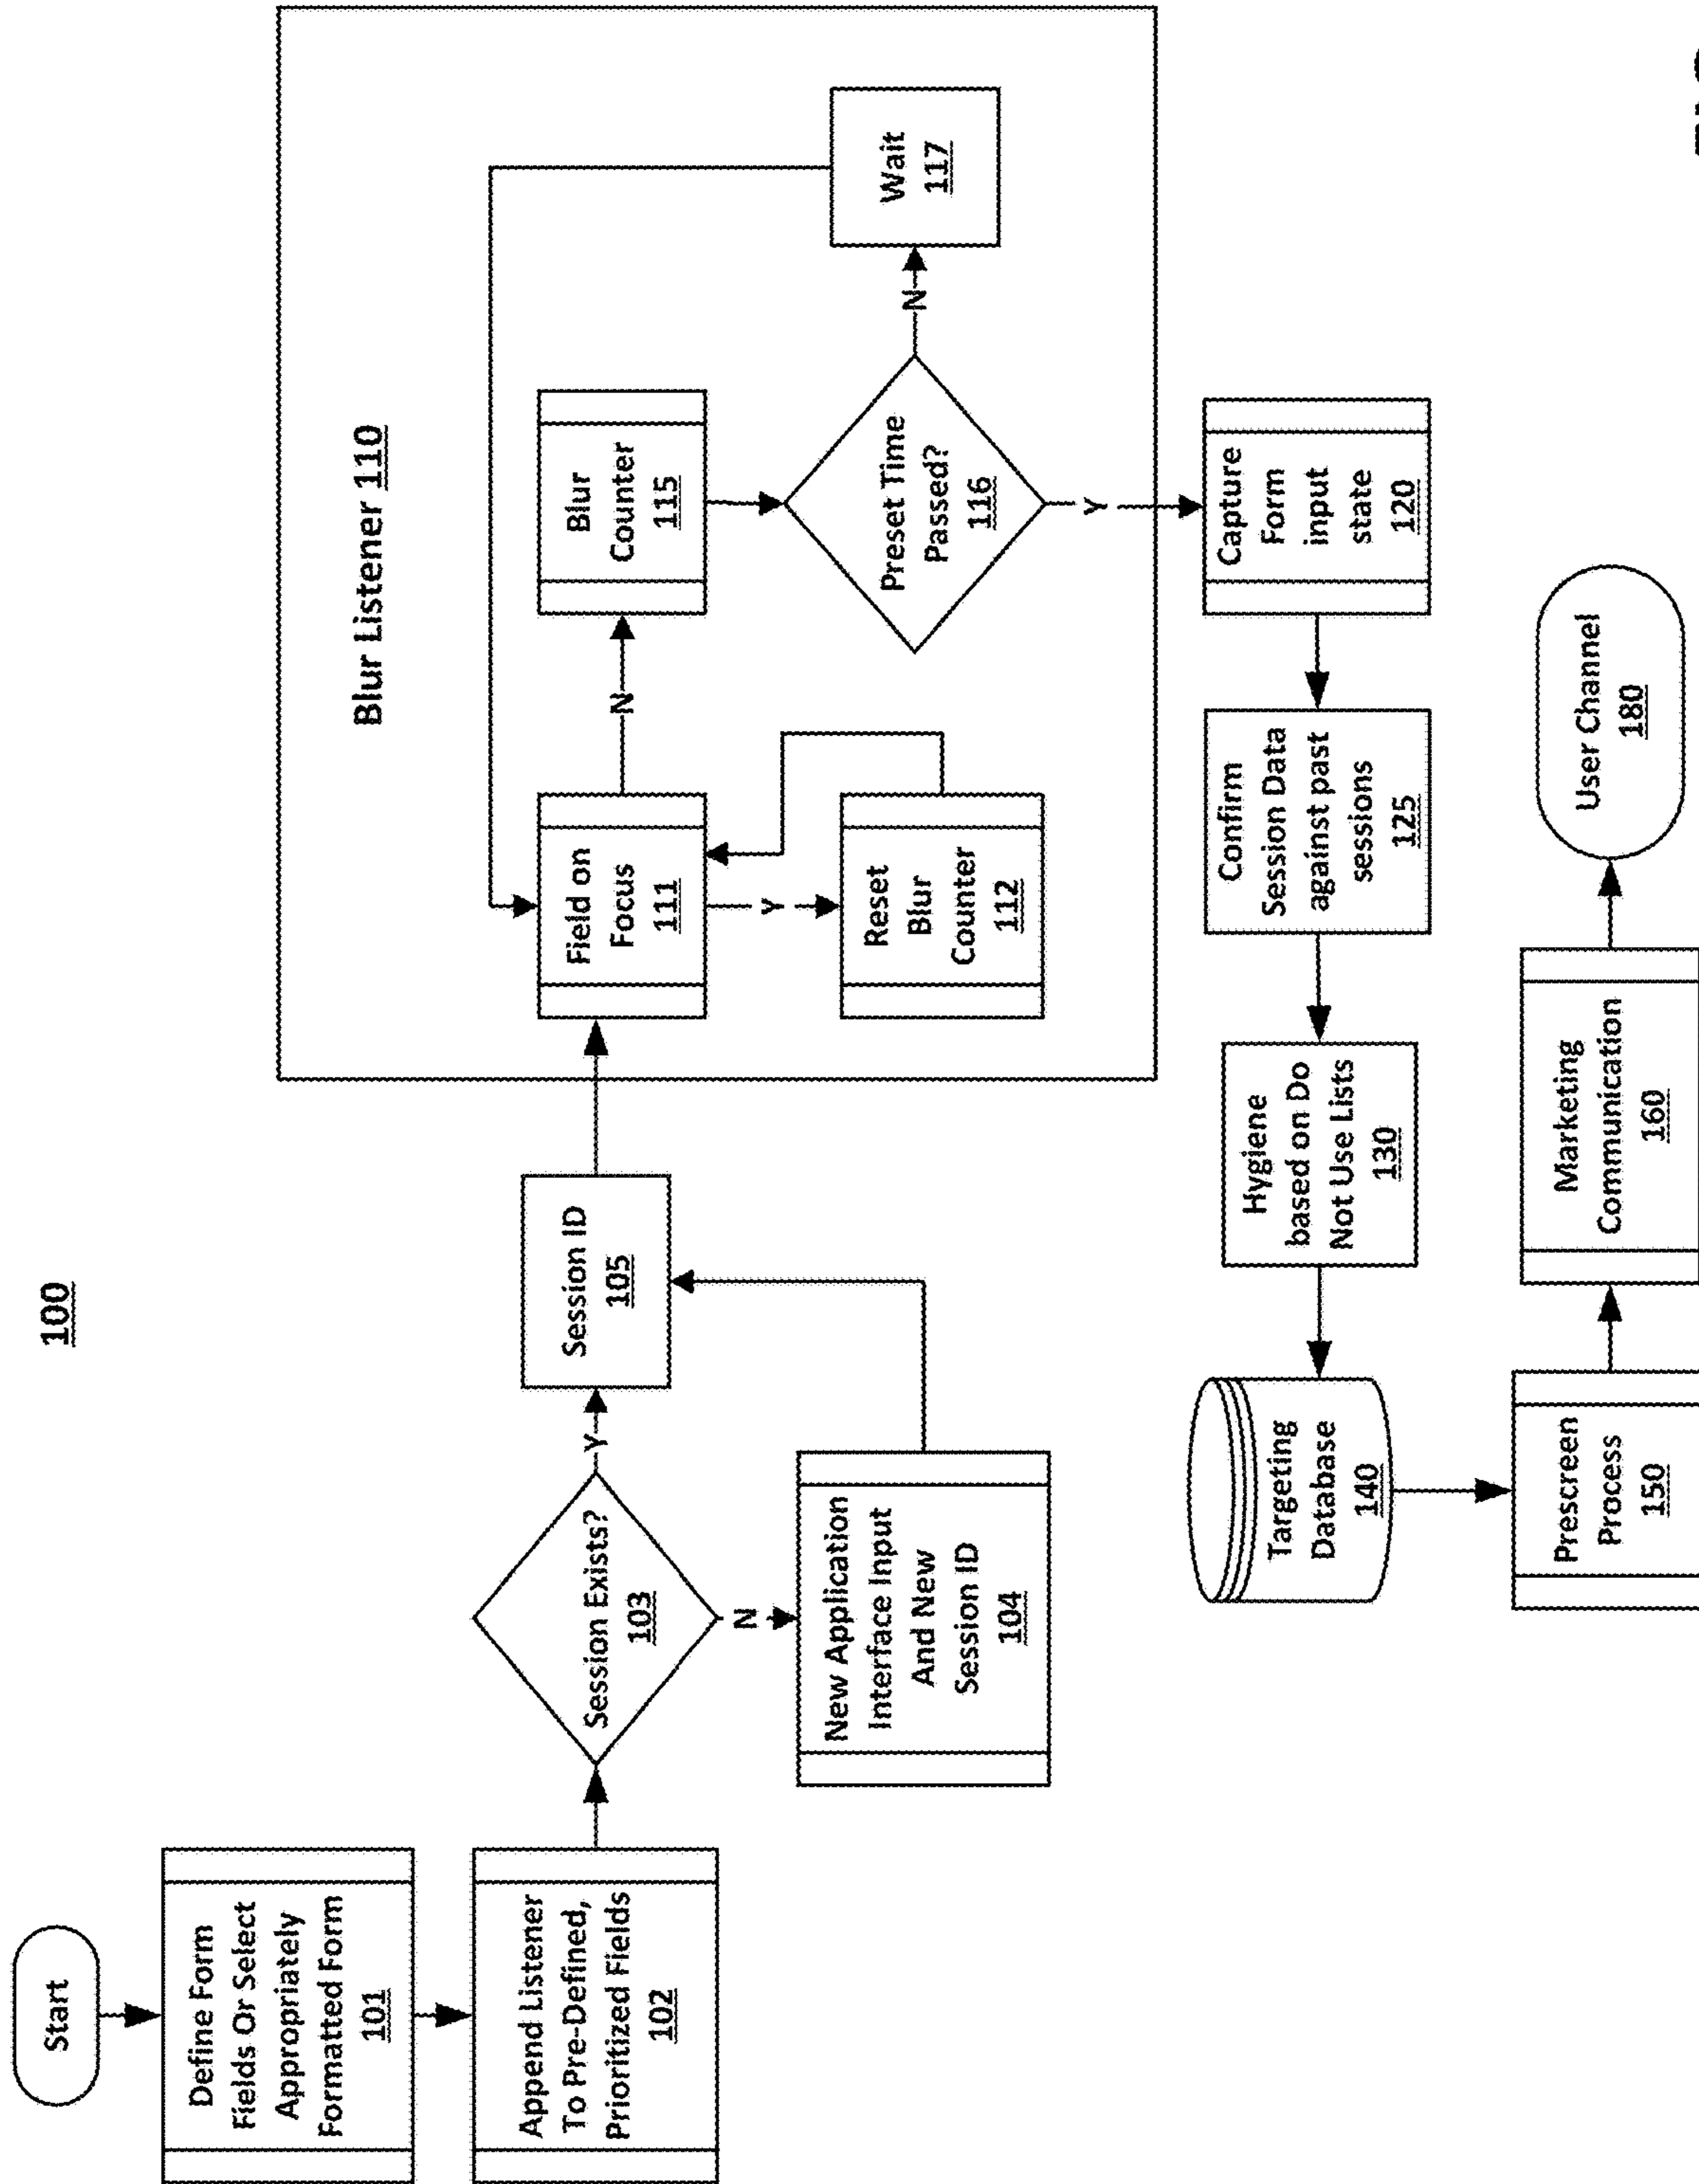 100
Start
Define Form
Fields Or Select
Appropriately
Formatted Form
101
Append Listener
To Pre-Defined,
Prioritized Fields
102
Session Exists?
103
Y
N
New Application
Interface Input
And New
Session ID
104
Session ID
105
Blur Listener 110
Field on
Focus
111
Y
N
Reset
Blur
Counter
112
Blur
Counter
115
Preset Time
Passed?
116
N
Y
Wait
117
Capture
Form
input
state
120
Confirm
Session Data
against past
sessions
125
Hygiene
based on Do
Not Use Lists
130
Targeting
Database
140
Prescreen
Process
150
Marketing
Communication
160
User Channel
180